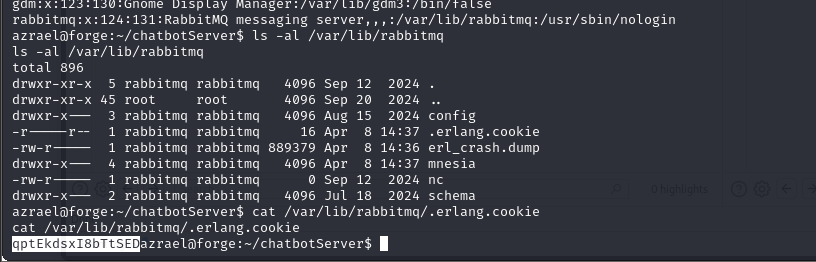 gdm:x:123:130:Gnome Display Manager:/var/lib/gdm3:/bin/false
rabbitmq:x:124:131:RabbitMQ messaging server,,,:/var/lib/rabbitmq:/usr/sbin/nologin
azrael@forge:~/chatbotServer$ ls -al /var/lib/rabbitmq
ls -al /var/lib/rabbitmq
total 896
drwxr-xr-x  5 rabbitmq rabbitmq   4096 Sep 12  2024 .
drwxr-xr-x 45 root     root       4096 Sep 20  2024 ..
drwxr-x---  3 rabbitmq rabbitmq   4096 Aug 15  2024 config
-r-----r--  1 rabbitmq rabbitmq     16 Apr  8 14:37 .erlang.cookie
-rw-r-----  1 rabbitmq rabbitmq 889379 Apr  8 14:36 erl_crash.dump
drwxr-x---  4 rabbitmq rabbitmq   4096 Apr  8 14:37 mnesia
-rw-r-----  1 rabbitmq rabbitmq      0 Sep 12  2024 nc
drwxr-x---  2 rabbitmq rabbitmq   4096 Jul 18  2024 schema
0 highlights
azrael@forge:~/chatbotServer$ cat /var/lib/rabbitmq/.erlang.cookie
cat /var/lib/rabbitmq/.erlang.cookie
qptEkdsxI8bTtSEDazrael@forge:~/chatbotServer$